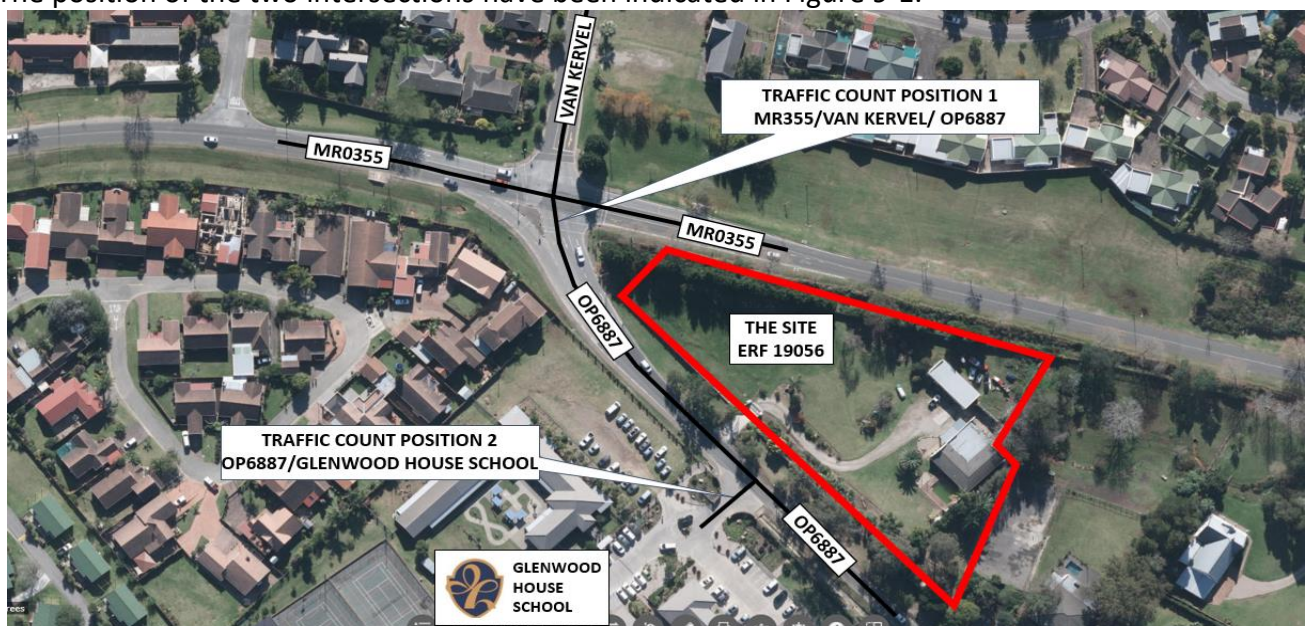 The position of the two intersections have been indicated in Figure 5-2.
VAN KERVEL
TRAFFIC COUNT POSITION 1
MR355/VAN KERVEL/ OP6887
MR0355
MR0355
OP6887
THE SITE
ERF 19056
TRAFFIC COUNT POSITION 2
OP6887/GLENWOOD HOUSE SCHOOL
OP6887
GLENWOOD
HOUSE
SCHOOL